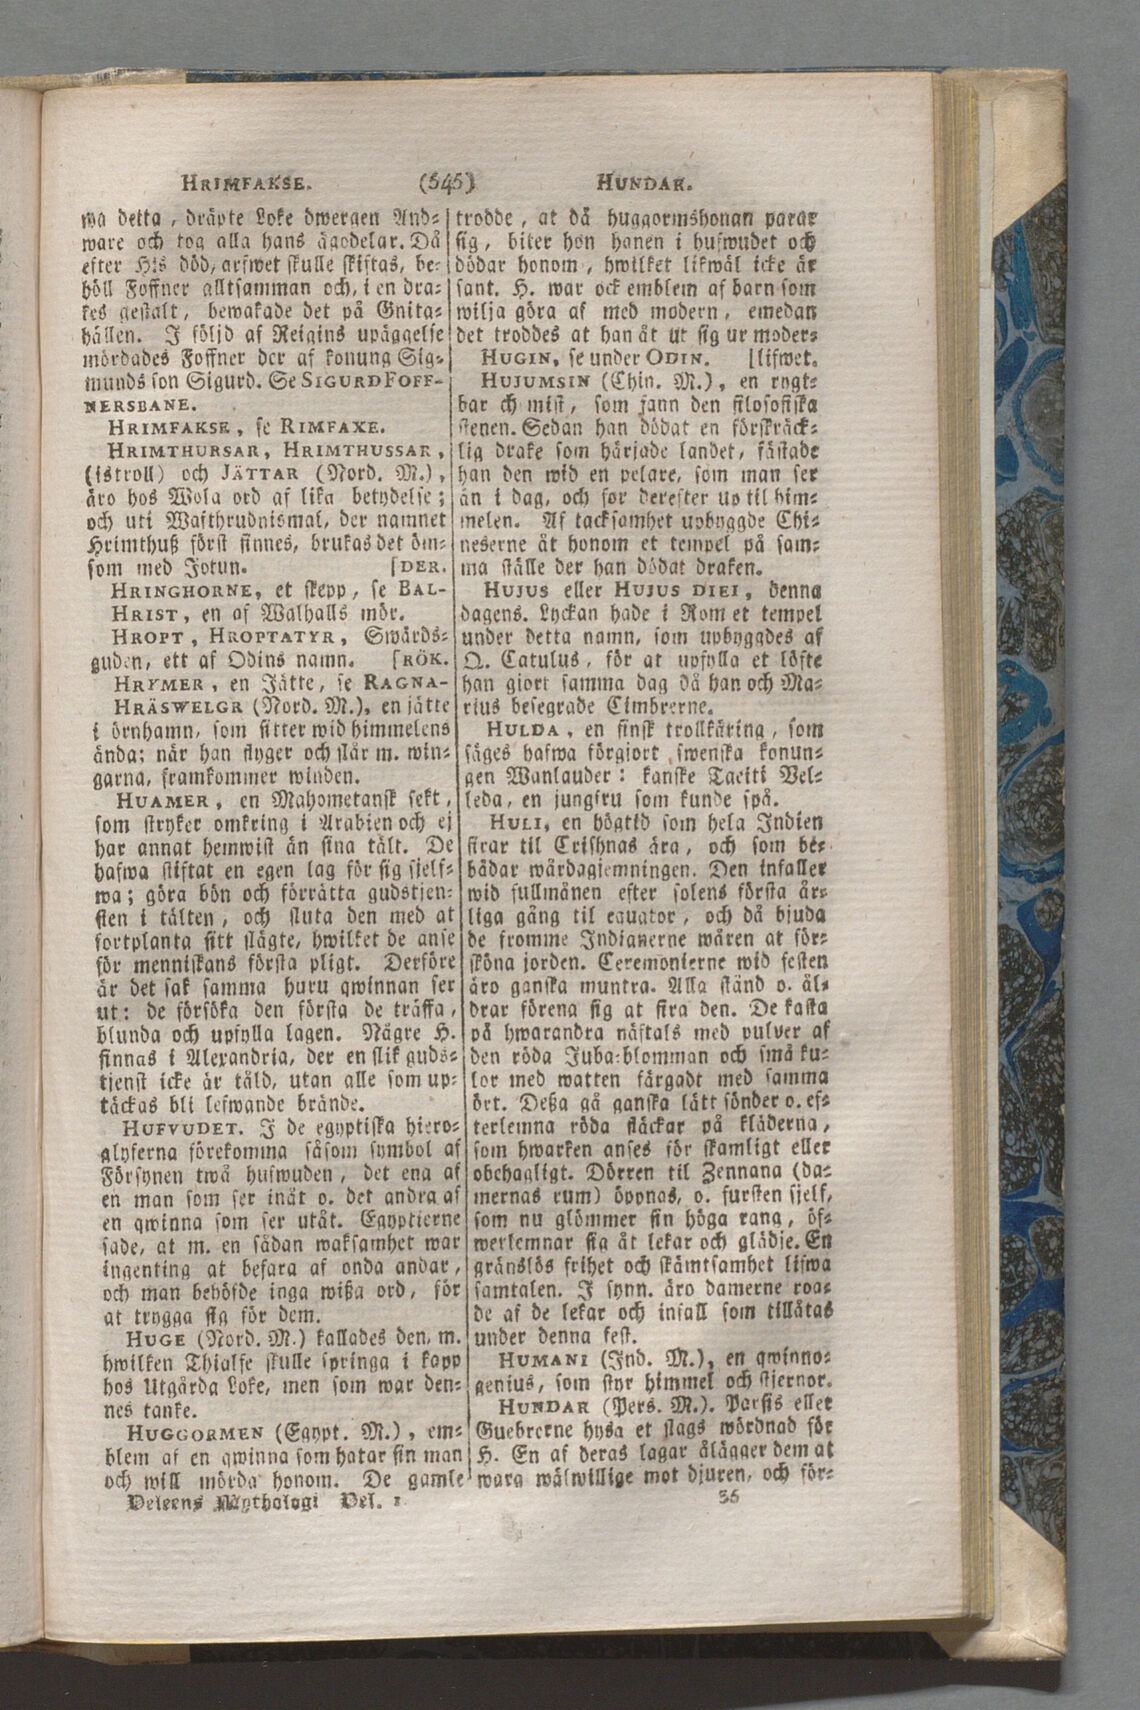 HRIMFAKSE. (545) HUNDAR.
wa detta, dräpte Loke dwergen And-
ware och tog alla hans ägodelar. Då
efter H:s död, arfwet skulle skiftas, be-
höll Foffner alltsamman och, i en dra-
kes gestalt, bewakade det på Gnita-
hällen. I följd af Reigins upäggelse
mördades Foffner der af konung Sig-
munds son Sigurd. Se SIGURD FOFF-
NERSBANE.
HRIMFAKSE, se RIMFAXE.
HRIMTHURSAR, HRIMTHUSSAR,
(istroll) och JÄTTAR (Nord. M.),
äro hos Wola ord af lika betydelse;
och uti Wafthrudnismal, der namnet
Hrimthuß först finnes, brukas det öm-
som med Jotun. [DER.
HRINGHORNE, et skepp, se BAL-
HRIST, en af Walhalls mör.
HROPT, HROPTATYR, Swärds-
guden, ett af Odins namn. [RÖK.
HRYMER, en Jätte, se RAGNA-
HRÄSWELGR (Nord. M.), en jätte
i örnhamn, som sitter wid himmelens
ända; när han flyger och slår m. win-
garna, framkommer winden.
HUAMER, en Mahometansk sekt,
som stryker omkring i Arabien och ej
har annat hemwist än sina tält. De
hafwa stiftat en egen lag för sig sjelf-
wa; göra bön och förrätta gudstjen-
sten i tälten, och sluta den med at
fortplanta sitt slägte, hwilket de anse
för menniskans första pligt. Derföre
är det sak samma huru qwinnan ser
ut: de försöka den första de träffa,
blunda och upfylla lagen. Någre H.
finnas i Alexandria, der en slik guds-
tjenst icke är tåld, utan alle som up-
täckas bli lefwande brände.
HUFVUDET. I de egyptiska hiero-
glyferna förekomma såsom symbol af
Försynen twå hufwuden, det ena af
en man som ser inåt o. det andra af
en qwinna som ser utåt. Egyptierne
sade, at m. en sådan waksamhet war
ingenting at befara af onda andar,
och man behöfde inga wißa ord, för
at trygga sig för dem.
HUGE (Nord. M.) kallades den, m.
hwilken Thialfe skulle springa i kapp
hos Utgårda Loke, men som war den-
nes tanke.
HUGGORMEN (Egypt. M.), em-
blem af en qwinna som hatar sin man
och will mörda honom. De gamle
Deleens Mythologi Del. 1
trodde, at då huggormshonan parar
sig, biter hon hanen i hufwudet och
dödar honom, hwilket likwäl icke är
sant. H. war ock emblem af barn som
wilja göra af med modern, emedan
det troddes at han åt ut sig ur moder-
HUGIN, se under ODIN. [lifwet.
HUJUMSIN (Chin. M.), en rygt-
bar chymist, som fann den filosofiska
stenen. Sedan han dödat en förskräck-
lig drake som härjade landet, fästade
han den wid en pelare, som man ser
än i dag, och for derefter up til him-
melen. Af tacksamhet upbyggde Chi-
neserne åt honom et tempel på sam-
ma ställe der han dödat draken.
HUJUS eller HUJUS DIEI, denna
dagens. Lyckan hade i Rom et tempel
under detta namn, som upbygades af
Q. Catulus, för at upfylla et löfte
han giort samma dag då han och Ma-
rius besegrade Cimbrerne.
HULDA, en finsk trollkäring, som
säges hafwa förgjort swenska konun-
gen Wanlauder: kanske Taciti Vel-
leda, en jungfru som kunde spå.
HULI, en högtid som hela Indien
firar til Crishnas ära, och som be-
bådar wårdagjemningen. Den infaller
wid fullmånen efter solens första år-
liga gång til equator, och då bjuda
de fromme Indianerne wåren at för-
sköna jorden. Ceremonierne wid festen
äro ganska muntra. Alla stånd o. ål-
drar förena sig at fira den. De kasta
på hwarandra näftals med pulver af
den röda Juba-blomman och små ku-
lor med watten färgadt med samma
ört. Deßa gå ganska lätt sönder o. ef-
terlemna röda fläckar på kläderna,
som hwarken anses för skamligt eller
obehagligt. Dörren til Zennana (da-
mernas rum) öppnas, o. fursten sjelf,
som nu glömmer sin höga rang, öf-
werlemnar sig åt lekar och glädje. En
gränslös frihet och skämtsamhet lifwa
samtalen. I synn. äro damerne roa-
de af de lekar och infall som tillåtas
under denna fest.
HUMANI (Ind. M.), en qwinno-
genius, som styr himmel och stjernor.
HUNDAR (Pers. M.). Parsis eller
Guebrerne hysa et slags wördnad för
H. En af deras lagar ålägger dem at
wara wälwillige mot djuren, och för-
35